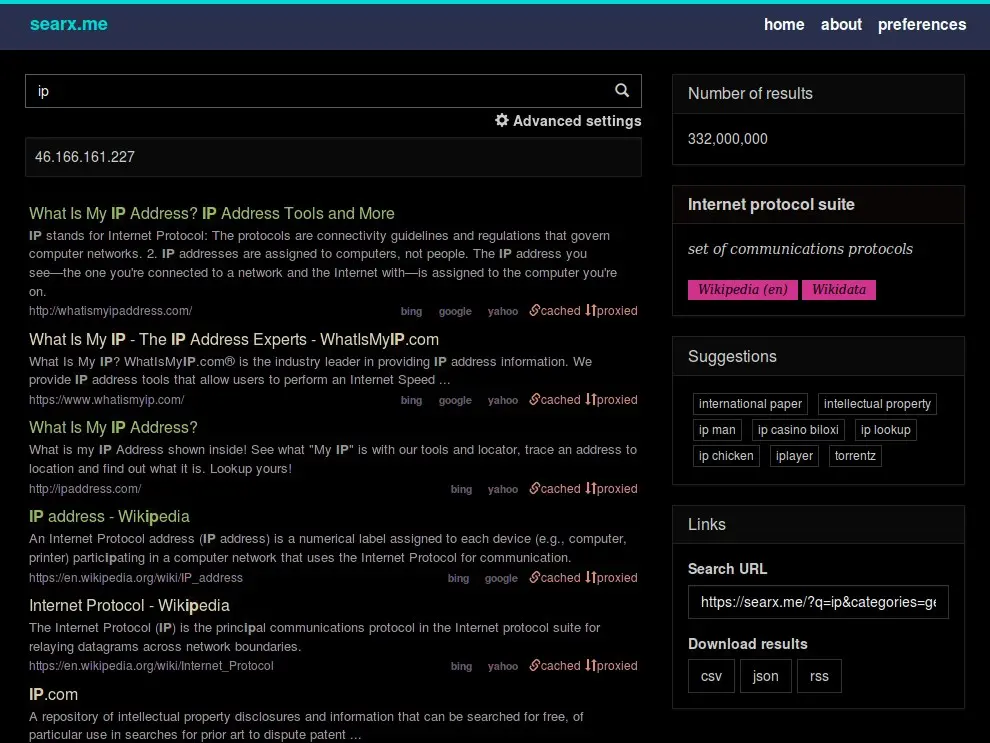 searx.me
home about preferences
ip
Advanced settings
46.166.161.227
What Is My IP Address? IP Address Tools and More
IP stands for Internet Protocol: The protocols are connectivity guidelines and regulations that govern
computer networks. 2. IP addresses are assigned to computers, not people. The IP address you
see—the one you're connected to a network and the Internet with—is assigned to the computer you're
on.
http://whatismyipaddress.com/ bing google yahoo cached proxied
What Is My IP - The IP Address Experts - WhatIsMyIP.com
What Is My IP? WhatIsMyIP.com® is the industry leader in providing IP address information. We
provide IP address tools that allow users to perform an Internet Speed ...
https://www.whatismyip.com/ bing google yahoo cached proxied
What Is My IP Address?
What is my IP Address shown inside! See what "My IP" is with our tools and locator, trace an address to
location and find out what it is. Lookup yours!
http://ipaddress.com/ bing yahoo cached proxied
IP address - Wikipedia
An Internet Protocol address (IP address) is a numerical label assigned to each device (e.g., computer,
printer) participating in a computer network that uses the Internet Protocol for communication.
https://en.wikipedia.org/wiki/IP_address bing google cached proxied
Internet Protocol - Wikipedia
The Internet Protocol (IP) is the principal communications protocol in the Internet protocol suite for
relaying datagrams across network boundaries.
https://en.wikipedia.org/wiki/Internet_Protocol bing yahoo cached proxied
IP.com
A repository of intellectual property disclosures and information that can be searched for free, of
particular use in searches for prior art to dispute patent ...
Number of results
332,000,000
Internet protocol suite
set of communications protocols
Wikipedia (en) Wikidata
Suggestions
international paper intellectual property
ip man ip casino biloxi ip lookup
ip chicken iplayer torrentz
Links
Search URL
https://searx.me/?q=ip&categories=ge
Download results
csv json rss